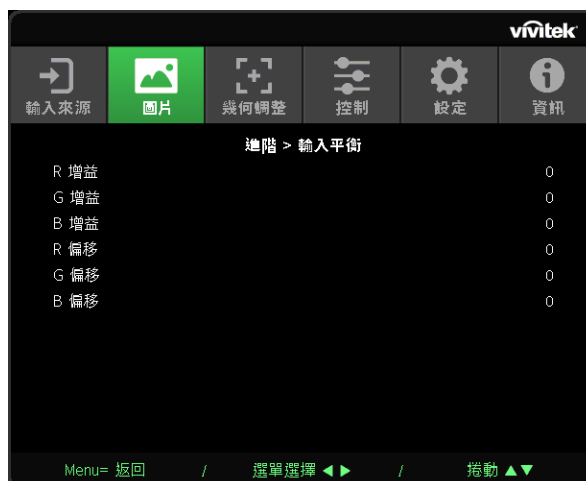 vivitek
輸入來源 圖片 幾何調整 控制 設定 資訊
進階 > 輸入平衡
R 增益 0
G 增益 0
B 增益 0
R 偏移 0
G 偏移 0
B 偏移 0
Menu= 返回 / 選單選擇 ◀ ▶ / 捲動 ▲▼